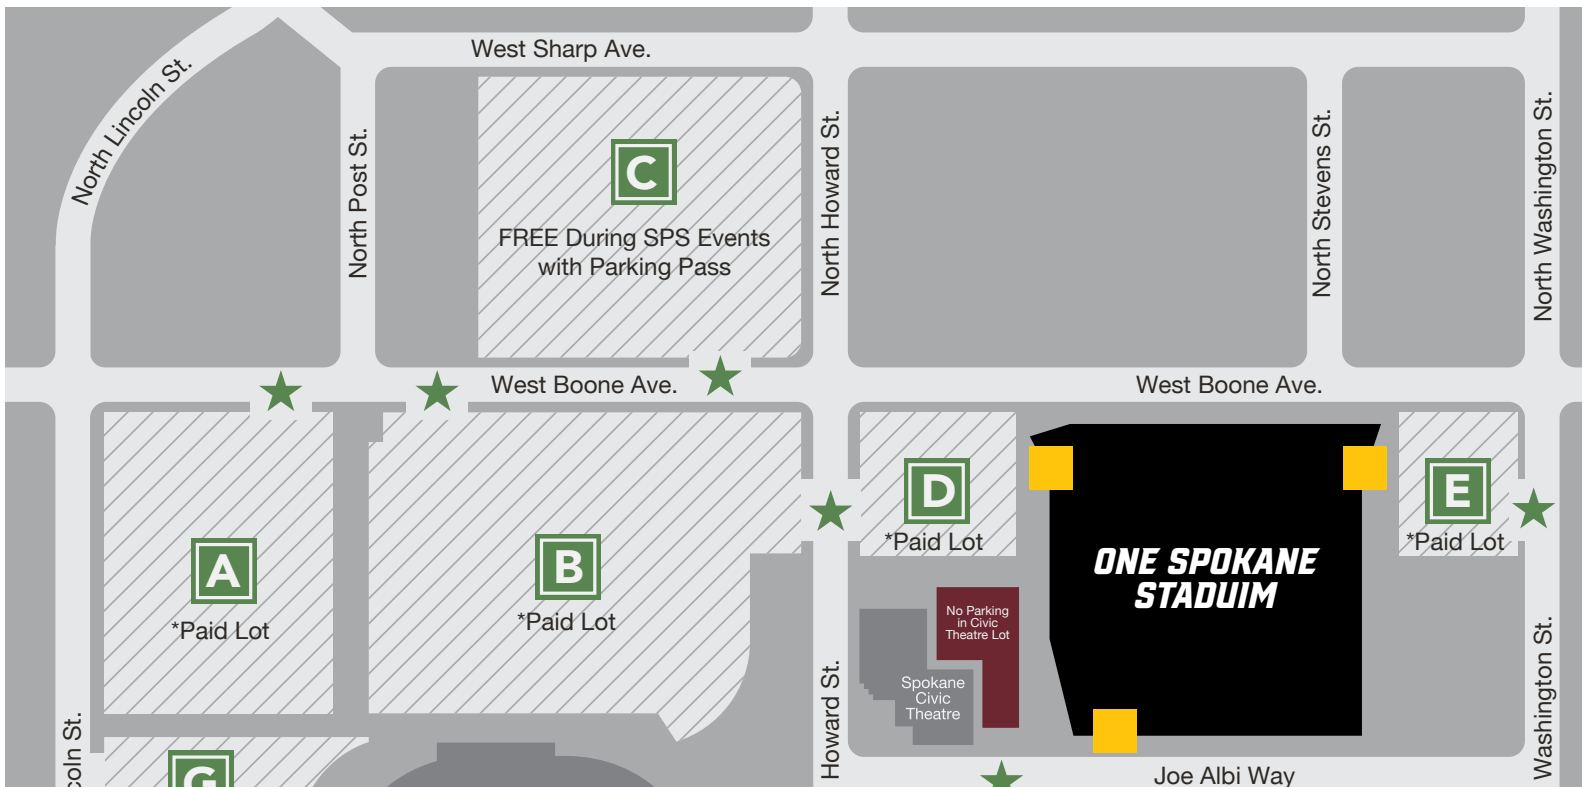 West Sharp Ave.
North Lincoln St.
North Post St.
C
FREE During SPS Events
with Parking Pass
North Howard St.
North Stevens St.
North Washington St.
West Boone Ave.
West Boone Ave.
A
*Paid Lot
B
*Paid Lot
D
*Paid Lot
E
*Paid Lot
ONE SPOKANE
STADUIM
No Parking
in Civic
Theatre Lot
Spokane
Civic
Theatre
Howard St.
Washington St.
coln St.
G
Joe Albi Way